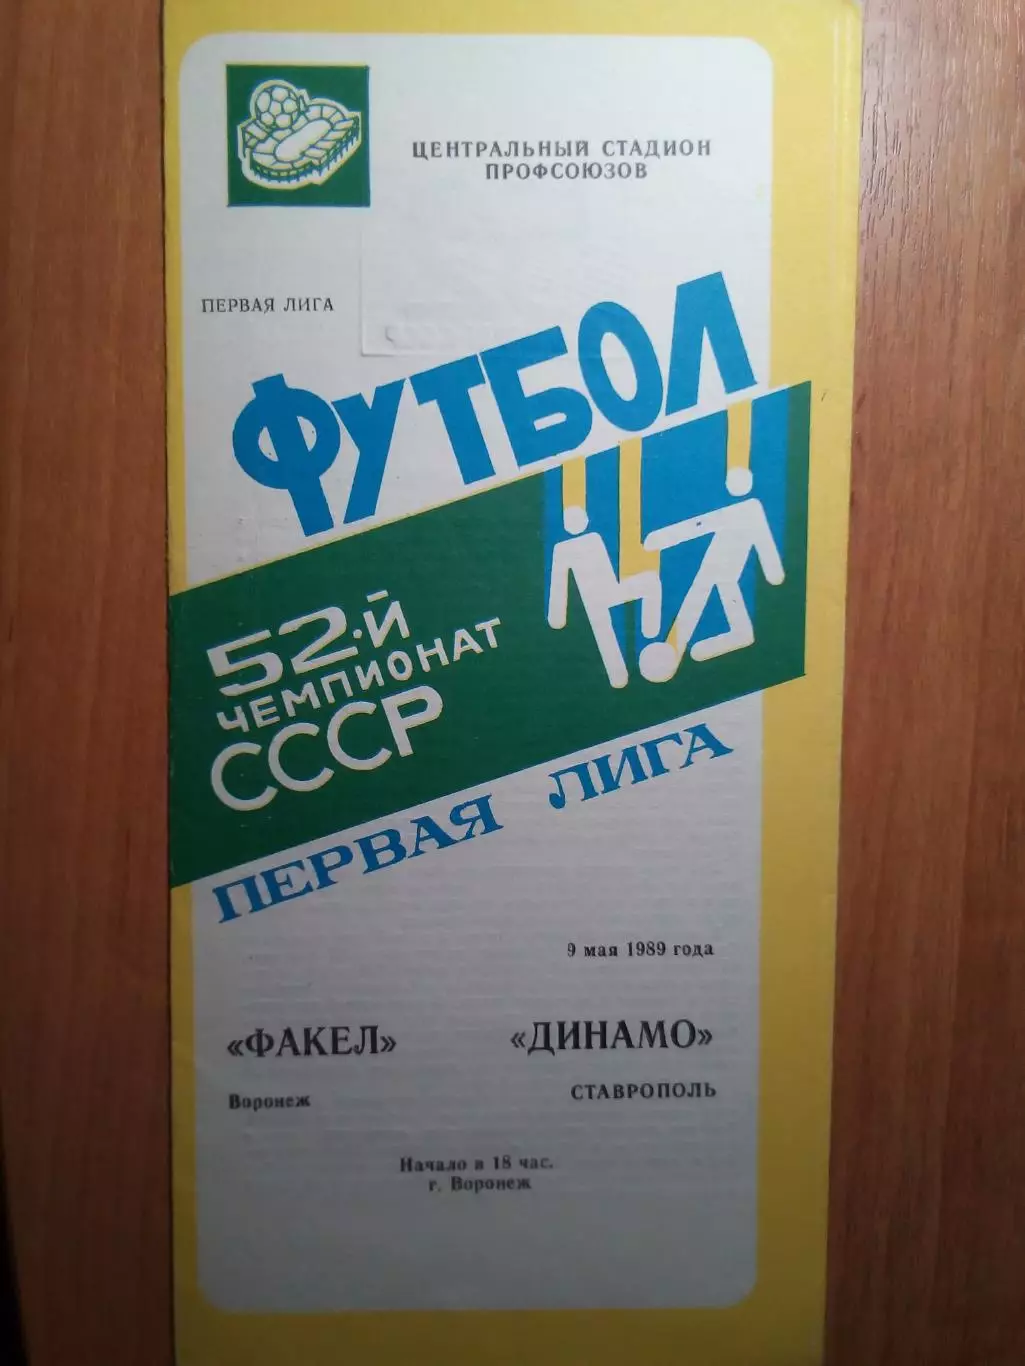 ЦЕНТРАЛЬНЫЙ СТАДИОН
ПРОФСОЮЗОВ
ПЕРВАЯ ЛИГА
ФУТБОЛ
52-Й
ЧЕМПИОНАТ
СССР
ПЕРВАЯ ЛИГА
9 мая 1989 года
«ФАКЕЛ» «ДИНАМО»
Воронеж СТАВРОПОЛЬ
Начало в 18 час.
г. Воронеж